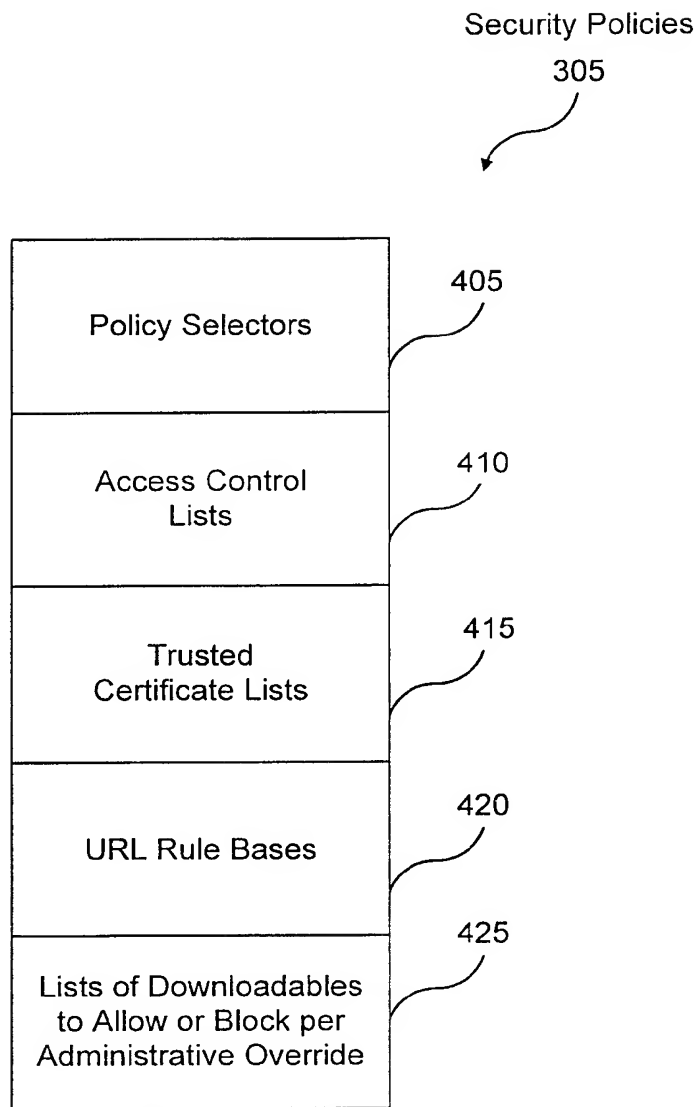 Security Policies
305
Policy Selectors
405
Access Control
Lists
410
Trusted
Certificate Lists
415
URL Rule Bases
420
Lists of Downloadables
to Allow or Block per
Administrative Override
425